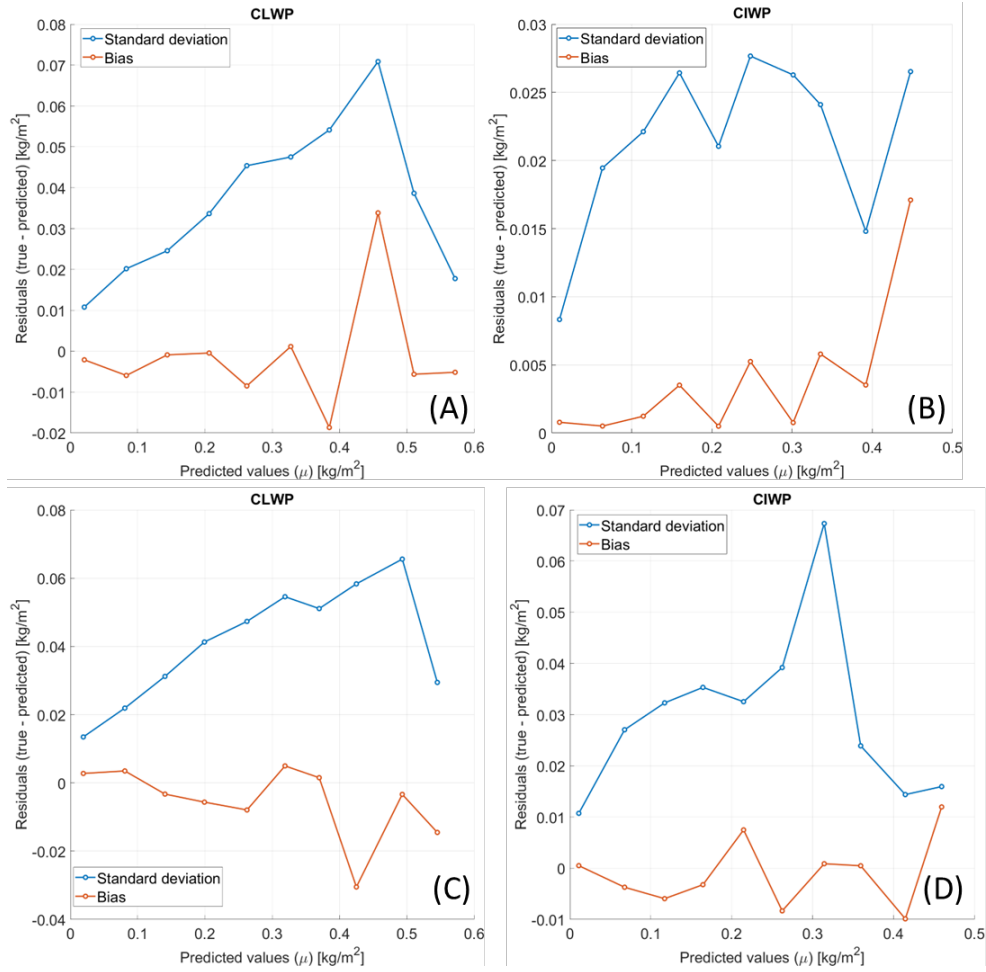 CLWP
Standard deviation
Bias
Residuals (true - predicted) [kg/m²]
0.08
0.07
0.06
0.05
0.04
0.03
0.02
0.01
0
-0.01
-0.02
0
0.1
0.2
0.3
0.4
0.5
0.6
Predicted values (μ) [kg/m²]
(A)
CIWP
Standard deviation
Bias
Residuals (true - predicted) [kg/m²]
0.03
0.025
0.02
0.015
0.01
0.005
0
0
0.1
0.2
0.3
0.4
0.5
Predicted values (μ) [kg/m²]
(B)
CLWP
Standard deviation
Bias
Residuals (true - predicted) [kg/m²]
0.08
0.06
0.04
0.02
0
-0.02
-0.04
0
0.1
0.2
0.3
0.4
0.5
0.6
Predicted values (μ) [kg/m²]
(C)
CIWP
Standard deviation
Bias
Residuals (true - predicted) [kg/m²]
0.07
0.06
0.05
0.04
0.03
0.02
0.01
0
-0.01
0
0.1
0.2
0.3
0.4
0.5
Predicted values (μ) [kg/m²]
(D)